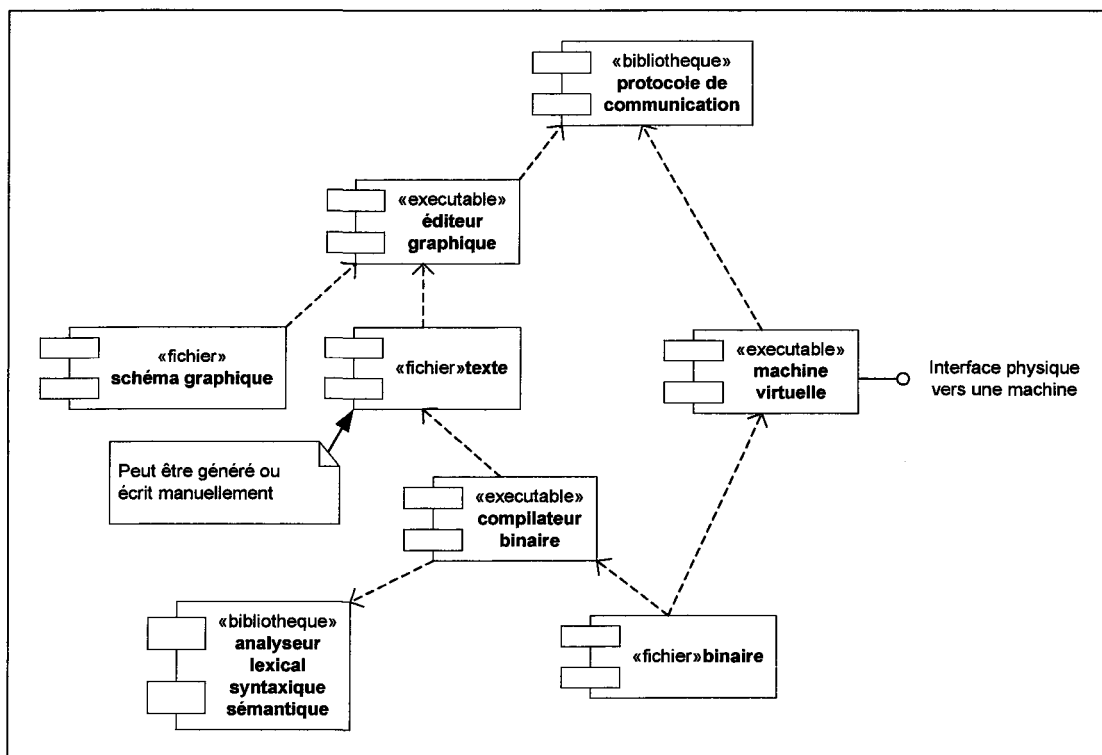 «bibliotheque»
protocole de
communication
«executable»
éditeur
graphique
«fichier»
schéma graphique
«fichier»texte
«executable»
machine
virtuelle
Interface physique
vers une machine
Peut être généré ou
écrit manuellement
«executable»
compilateur
binaire
«bibliotheque»
analyseur
lexical
syntaxique
sémantique
«fichier»binaire